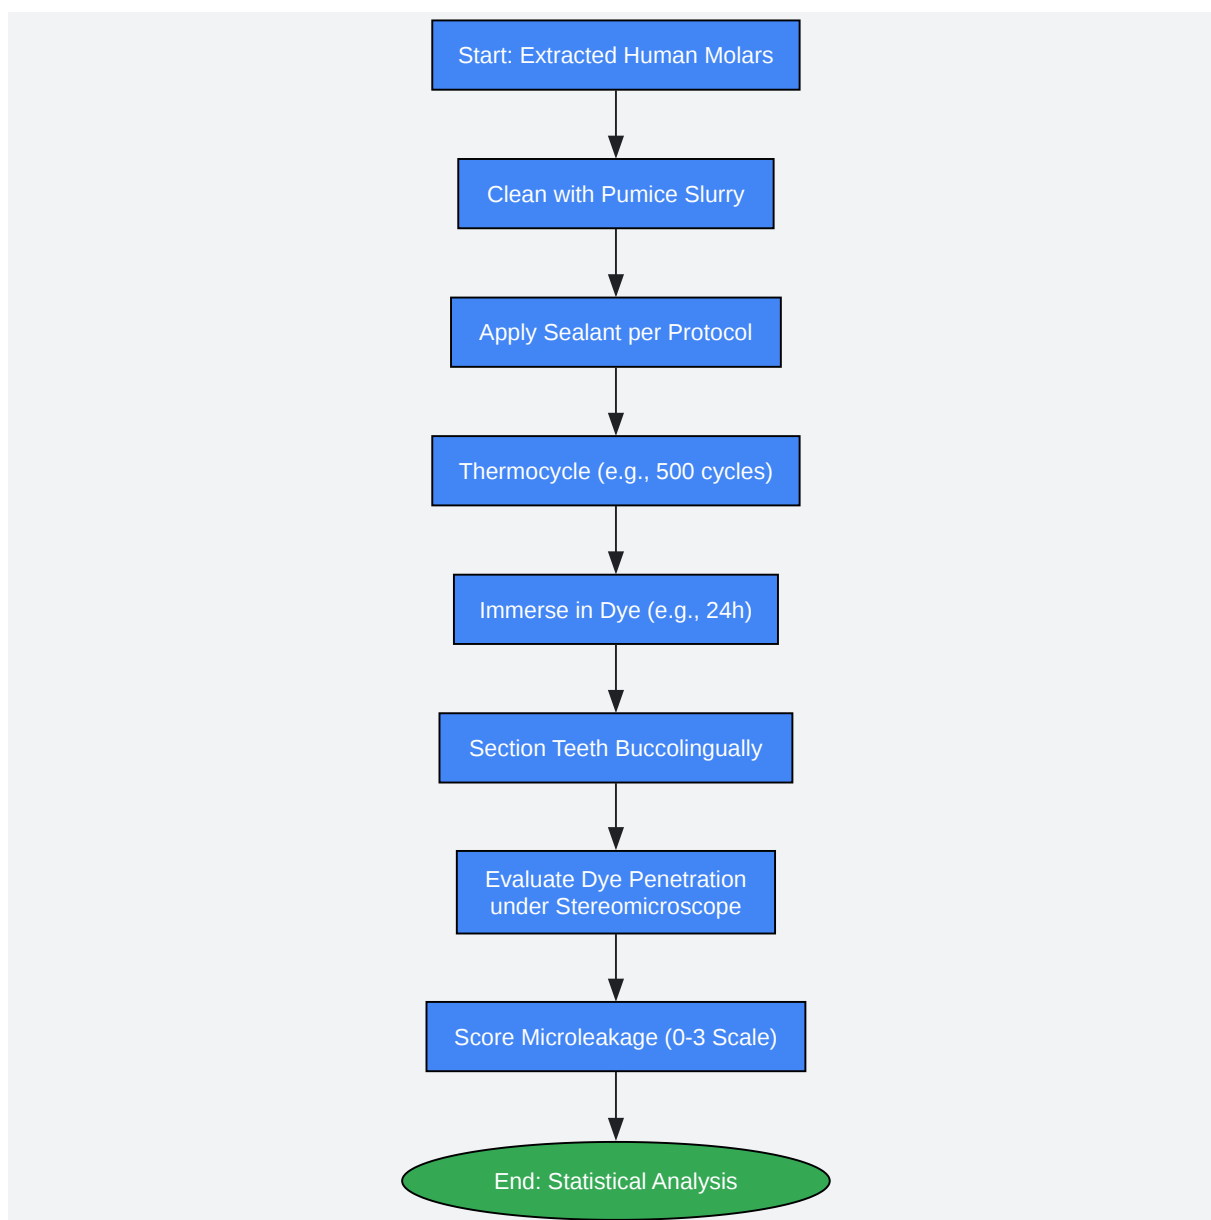 Start: Extracted Human Molars
Clean with Pumice Slurry
Apply Sealant per Protocol
Thermocycle (e.g., 500 cycles)
Immerse in Dye (e.g., 24h)
Section Teeth Buccolingually
Evaluate Dye Penetration
under Stereomicroscope
Score Microleakage (0-3 Scale)
End: Statistical Analysis